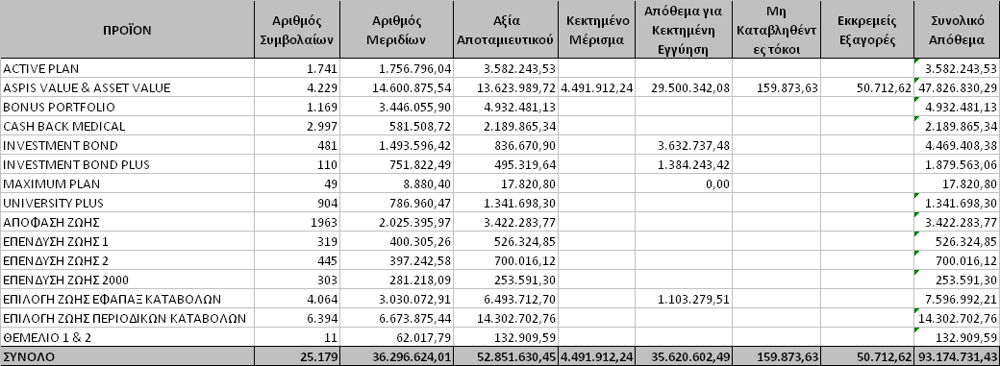 ΠΡΟΪΟΝ Αριθμός Συμβολαίων Αριθμός Μεριδίων Αξία Αποταμιευτικού Κεκτημένο Μέρισμα Απόθεμα για Κεκτημένη Εγγύηση Μη Καταβληθέντες τόκοι Εκκρεμείς Εξαγορές Συνολικό Απόθεμα
ACTIVE PLAN 1.741 1.756.796,04 3.582.243,53 3.582.243,53
ASPIS VALUE & ASSET VALUE 4.229 14.600.875,54 13.623.989,72 4.491.912,24 29.500.342,08 159.873,63 50.712,62 47.826.830,29
BONUS PORTFOLIO 1.169 3.446.055,90 4.932.481,13 4.932.481,13
CASH BACK MEDICAL 2.997 581.508,72 2.189.865,34 2.189.865,34
INVESTMENT BOND 481 1.493.596,42 836.670,90 3.632.737,48 4.469.408,38
INVESTMENT BOND PLUS 110 751.822,49 495.319,64 1.384.243,42 1.879.563,06
MAXIMUM PLAN 49 8.880,40 17.820,80 0,00 17.820,80
UNIVERSITY PLUS 904 786.960,47 1.341.698,30 1.341.698,30
ΑΠΟΦΑΣΗ ΖΩΗΣ 1963 2.025.395,97 3.422.283,77 3.422.283,77
ΕΠΕΝΔΥΣΗ ΖΩΗΣ 1 319 400.305,26 526.324,85 526.324,85
ΕΠΕΝΔΥΣΗ ΖΩΗΣ 2 445 397.242,58 700.016,12 700.016,12
ΕΠΕΝΔΥΣΗ ΖΩΗΣ 2000 303 281.218,09 253.591,30 253.591,30
ΕΠΙΛΟΓΗ ΖΩΗΣ ΕΦΑΠΑΞ ΚΑΤΑΒΟΛΩΝ 4.064 3.030.072,91 6.493.712,70 1.103.279,51 7.596.992,21
ΕΠΙΛΟΓΗ ΖΩΗΣ ΠΕΡΙΟΔΙΚΩΝ ΚΑΤΑΒΟΛΩΝ 6.394 6.673.875,44 14.302.702,76 14.302.702,76
ΘΕΜΕΛΙΟ 1 & 2 11 62.017,79 132.909,59 132.909,59
ΣΥΝΟΛΟ 25.179 36.296.624,01 52.851.630,45 4.491.912,24 35.620.602,49 159.873,63 50.712,62 93.174.731,43